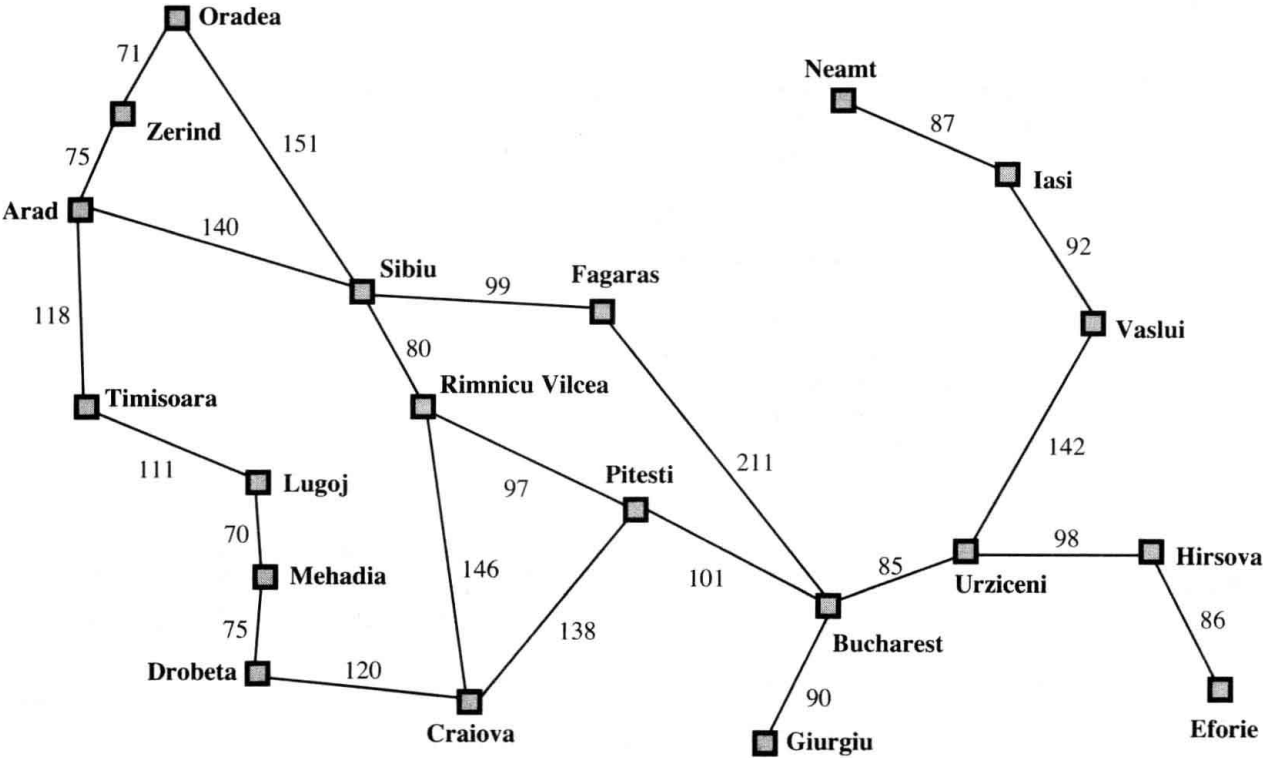 Oradea
71
Neamt
87
Zerind
151
75
Iasi
Arad
140
92
Sibiu
Fagaras
99
118
Vaslui
80
Rimnicu Vilcea
Timisoara
142
211
111
Pitesti
Lugoj
97
70
98
Hirsova
85
146
Mehadia
101
Urziceni
86
75
138
Bucharest
Drobeta
120
90
Eforie
Craiova
Giurgiu